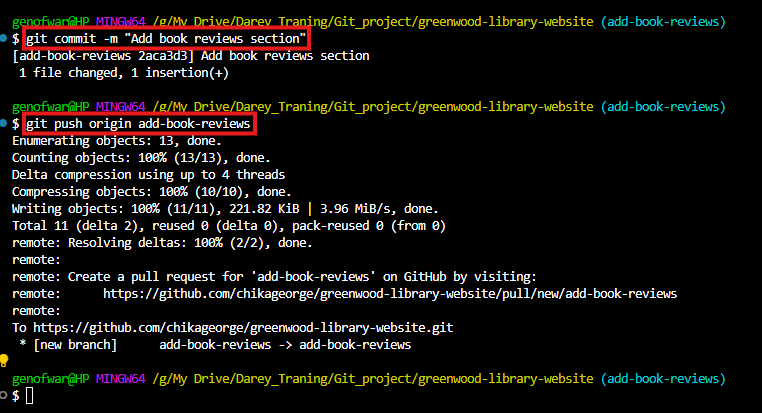 genofwar@HP MINGW64 /g/My Drive/Darey_Traning/Git_project/greenwood-library-website (add-book-reviews)
$ git commit -m "Add book reviews section"
[add-book-reviews 2aca3d3] Add book reviews section
 1 file changed, 1 insertion(+)
genofwar@HP MINGW64 /g/My Drive/Darey_Traning/Git_project/greenwood-library-website (add-book-reviews)
$ git push origin add-book-reviews
Enumerating objects: 13, done.
Counting objects: 100% (13/13), done.
Delta compression using up to 4 threads
Compressing objects: 100% (10/10), done.
Writing objects: 100% (11/11), 221.82 KiB | 3.96 MiB/s, done.
Total 11 (delta 2), reused 0 (delta 0), pack-reused 0 (from 0)
remote: Resolving deltas: 100% (2/2), done.
remote:
remote: Create a pull request for 'add-book-reviews' on GitHub by visiting:
remote:      https://github.com/chikageorge/greenwood-library-website/pull/new/add-book-reviews
remote:
To https://github.com/chikageorge/greenwood-library-website.git
 * [new branch]      add-book-reviews -> add-book-reviews
genofwar@HP MINGW64 /g/My Drive/Darey_Traning/Git_project/greenwood-library-website (add-book-reviews)
$